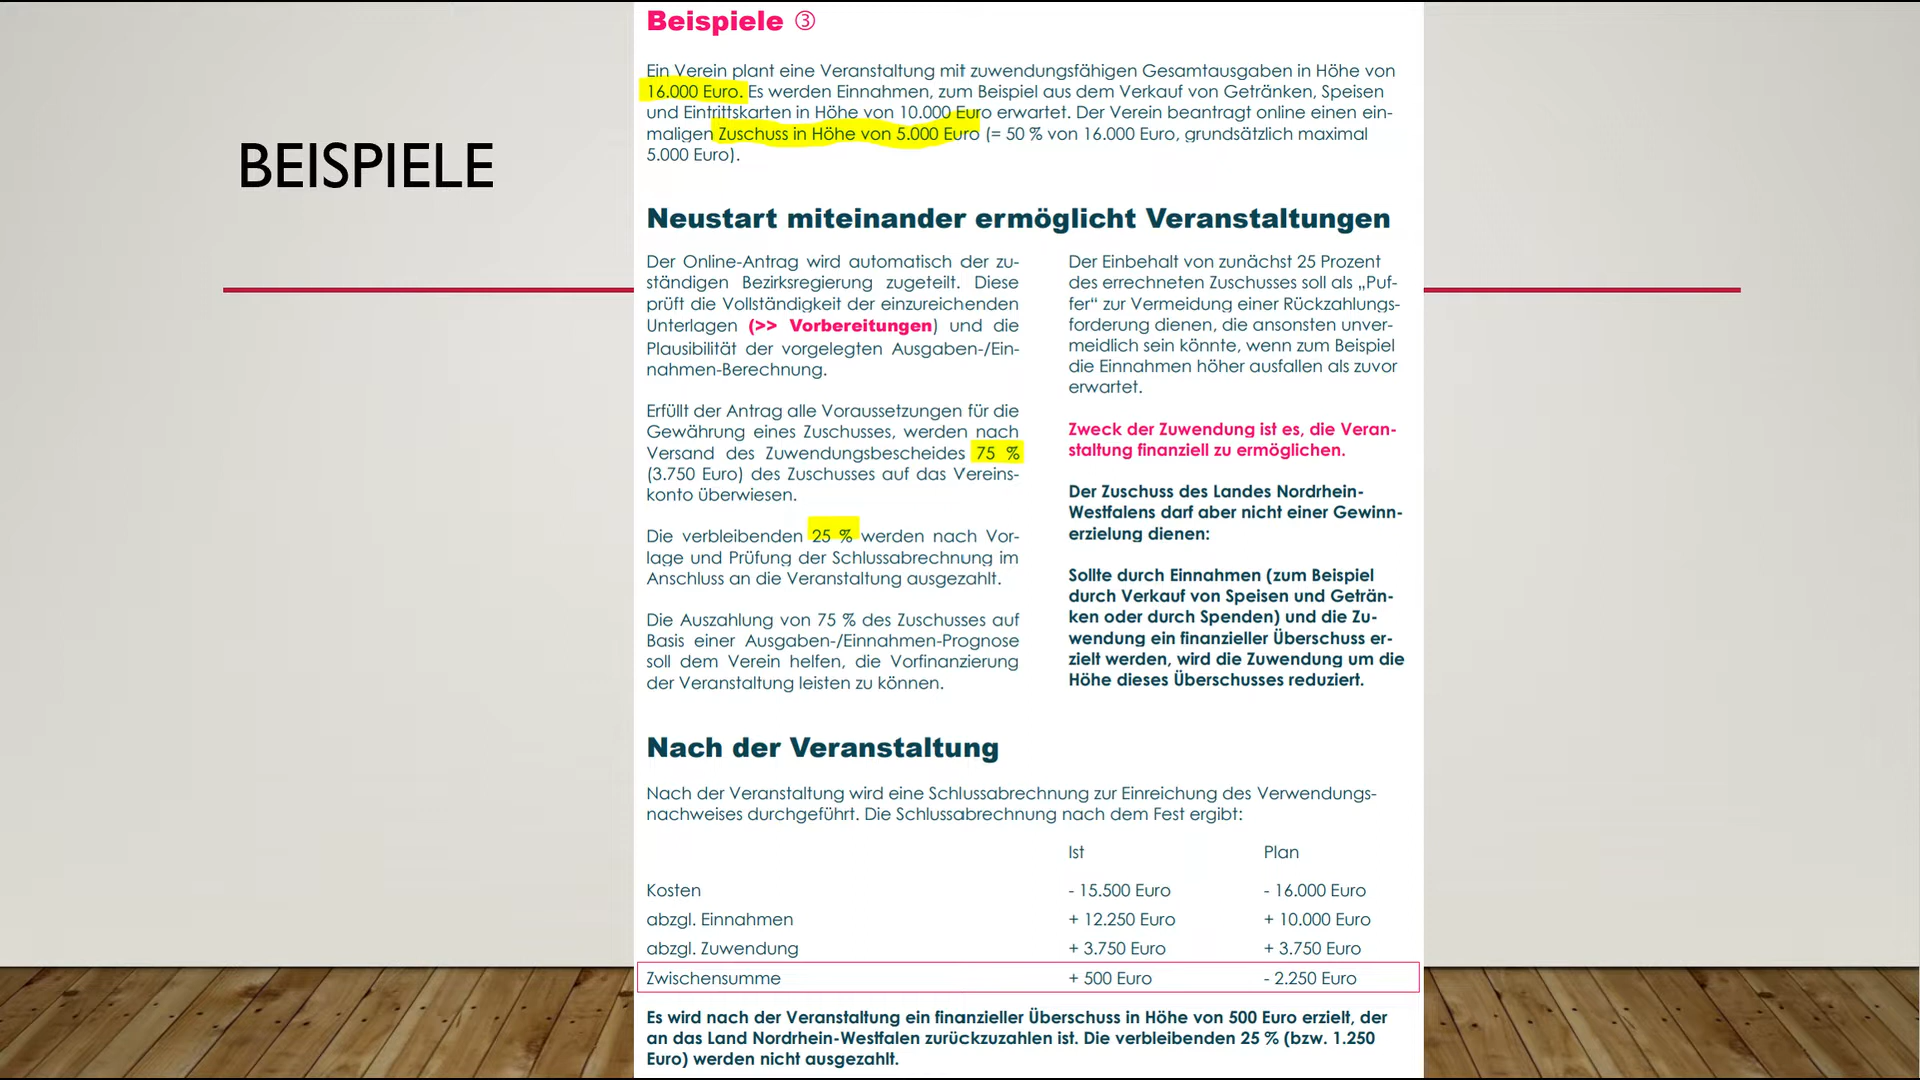 BEISPIELE
Beispiele ③
Ein Verein plant eine Veranstaltung mit zuwendungsfähigen Gesamtausgaben in Höhe von
16.000 Euro. Es werden Einnahmen, zum Beispiel aus dem Verkauf von Getränken, Speisen
und Eintrittskarten in Höhe von 10.000 Euro erwartet. Der Verein beantragt online einen ein-
maligen Zuschuss in Höhe von 5.000 Euro (= 50 % von 16.000 Euro, grundsätzlich maximal
5.000 Euro).
Neustart miteinander ermöglicht Veranstaltungen
Der Online-Antrag wird automatisch der zu-
ständigen Bezirksregierung zugeteilt. Diese
prüft die Vollständigkeit der einzureichenden
Unterlagen (>> Vorbereitungen) und die
Plausibilität der vorgelegten Ausgaben-/Ein-
nahmen-Berechnung.
Erfüllt der Antrag alle Voraussetzungen für die
Gewährung eines Zuschusses, werden nach
Versand des Zuwendungsbescheides 75 %
(3.750 Euro) des Zuschusses auf das Vereins-
konto überwiesen.
Die verbleibenden 25 % werden nach Vor-
lage und Prüfung der Schlussabrechnung im
Anschluss an die Veranstaltung ausgezahlt.
Die Auszahlung von 75 % des Zuschusses auf
Basis einer Ausgaben-/Einnahmen-Prognose
soll dem Verein helfen, die Vorfinanzierung
der Veranstaltung leisten zu können.
Der Einbehalt von zunächst 25 Prozent
des errechneten Zuschusses soll als „Puf-
fer“ zur Vermeidung einer Rückzahlungs-
forderung dienen, die ansonsten unver-
meidlich sein könnte, wenn zum Beispiel
die Einnahmen höher ausfallen als zuvor
erwartet.
Zweck der Zuwendung ist es, die Veran-
staltung finanziell zu ermöglichen.
Der Zuschuss des Landes Nordrhein-
Westfalens darf aber nicht einer Gewinn-
erzielung dienen:
Sollte durch Einnahmen (zum Beispiel
durch Verkauf von Speisen und Geträn-
ken oder durch Spenden) und die Zu-
wendung ein finanzieller Überschuss er-
zielt werden, wird die Zuwendung um die
Höhe dieses Überschusses reduziert.
Nach der Veranstaltung
Nach der Veranstaltung wird eine Schlussabrechnung zur Einreichung des Verwendungs-
nachweises durchgeführt. Die Schlussabrechnung nach dem Fest ergibt:
Ist Plan
Kosten - 15.500 Euro - 16.000 Euro
abzgl. Einnahmen + 12.250 Euro + 10.000 Euro
abzgl. Zuwendung + 3.750 Euro + 3.750 Euro
Zwischensumme + 500 Euro - 2.250 Euro
Es wird nach der Veranstaltung ein finanzieller Überschuss in Höhe von 500 Euro erzielt, der
an das Land Nordrhein-Westfalen zurückzuzahlen ist. Die verbleibenden 25 % (bzw. 1.250
Euro) werden nicht ausgezahlt.